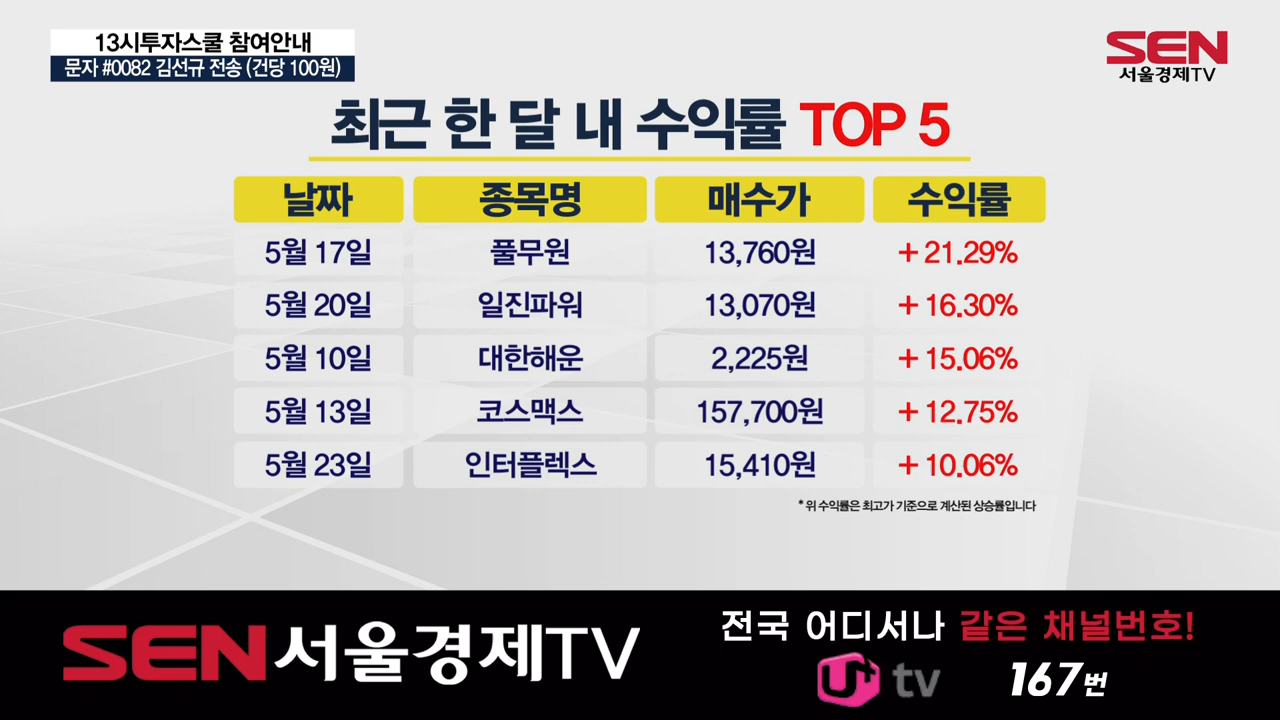 13시투자스쿨 참여안내
문자 #0082 김선규 전송 (건당 100원)
SEN
서울경제TV
최근 한 달 내 수익률 TOP 5
날짜 종목명 매수가 수익률
5월 17일 풀무원 13,760원 +21.29%
5월 20일 일진파워 13,070원 +16.30%
5월 10일 대한해운 2,225원 +15.06%
5월 13일 코스맥스 157,700원 +12.75%
5월 23일 인터플렉스 15,410원 +10.06%
* 위 수익률은 최고가 기준으로 계산된 상승률입니다
SEN 서울경제TV
전국 어디서나 같은 채널번호!
U+ tv 167번